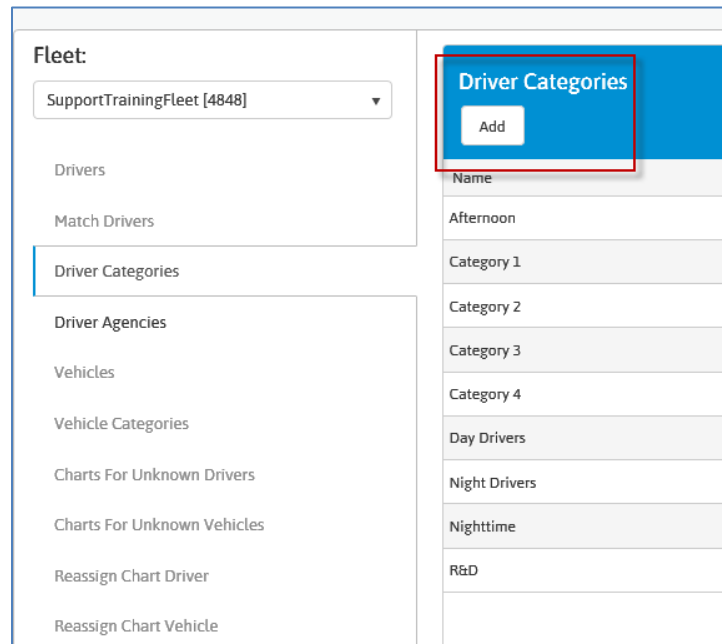 Fleet:
SupportTrainingFleet [4848]
Drivers
Match Drivers
Driver Categories
Driver Agencies
Vehicles
Vehicle Categories
Charts For Unknown Drivers
Charts For Unknown Vehicles
Reassign Chart Driver
Reassign Chart Vehicle
Driver Categories
Add
Name
Afternoon
Category 1
Category 2
Category 3
Category 4
Day Drivers
Night Drivers
Nighttime
R&D